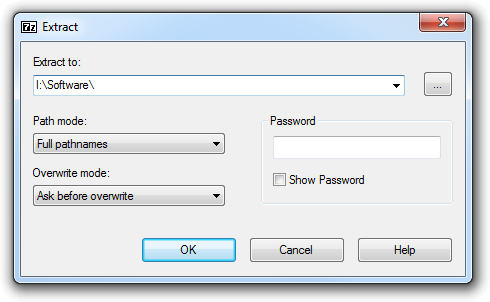 7z Extract
Extract to:
I:\Software\
...
Path mode:
Full pathnames
Password
Overwrite mode:
Show Password
Ask before overwrite
OK Cancel Help